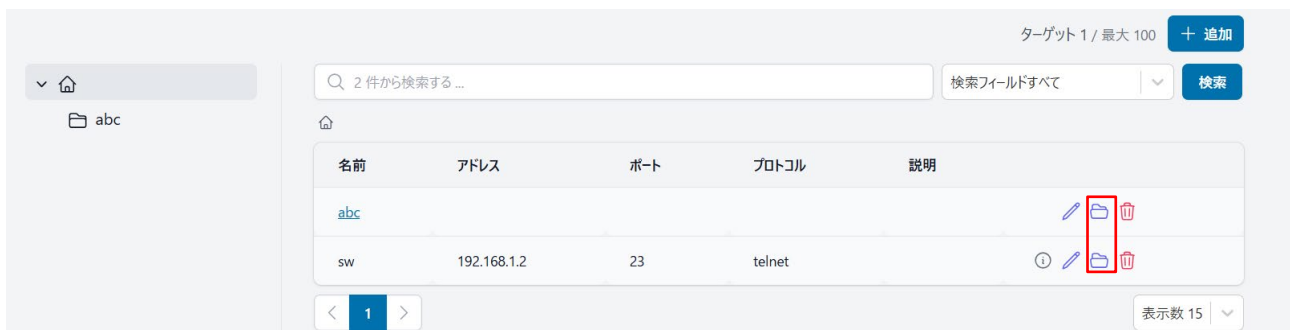 ターゲット 1 / 最大 100 追加
2 件から検索する ... 検索フィールドすべて 検索
abc
名前 アドレス ポート プロトコル 説明
abc
sw 192.168.1.2 23 telnet
1 表示数 15